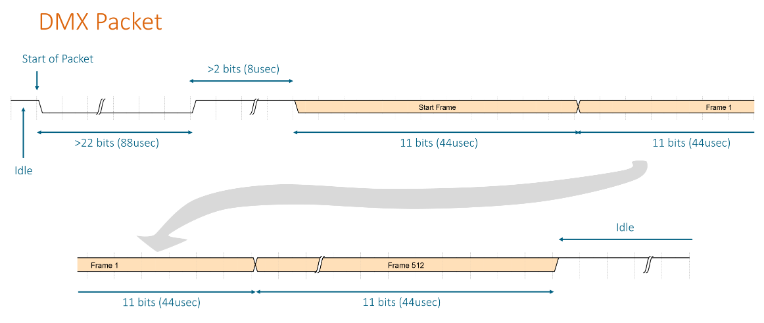 DMX Packet
Start of Packet
>2 bits (8usec)
Start Frame
Frame 1
>22 bits (88usec)
11 bits (44usec)
11 bits (44usec)
Idle
Idle
Frame 1
Frame 512
11 bits (44usec)
11 bits (44usec)